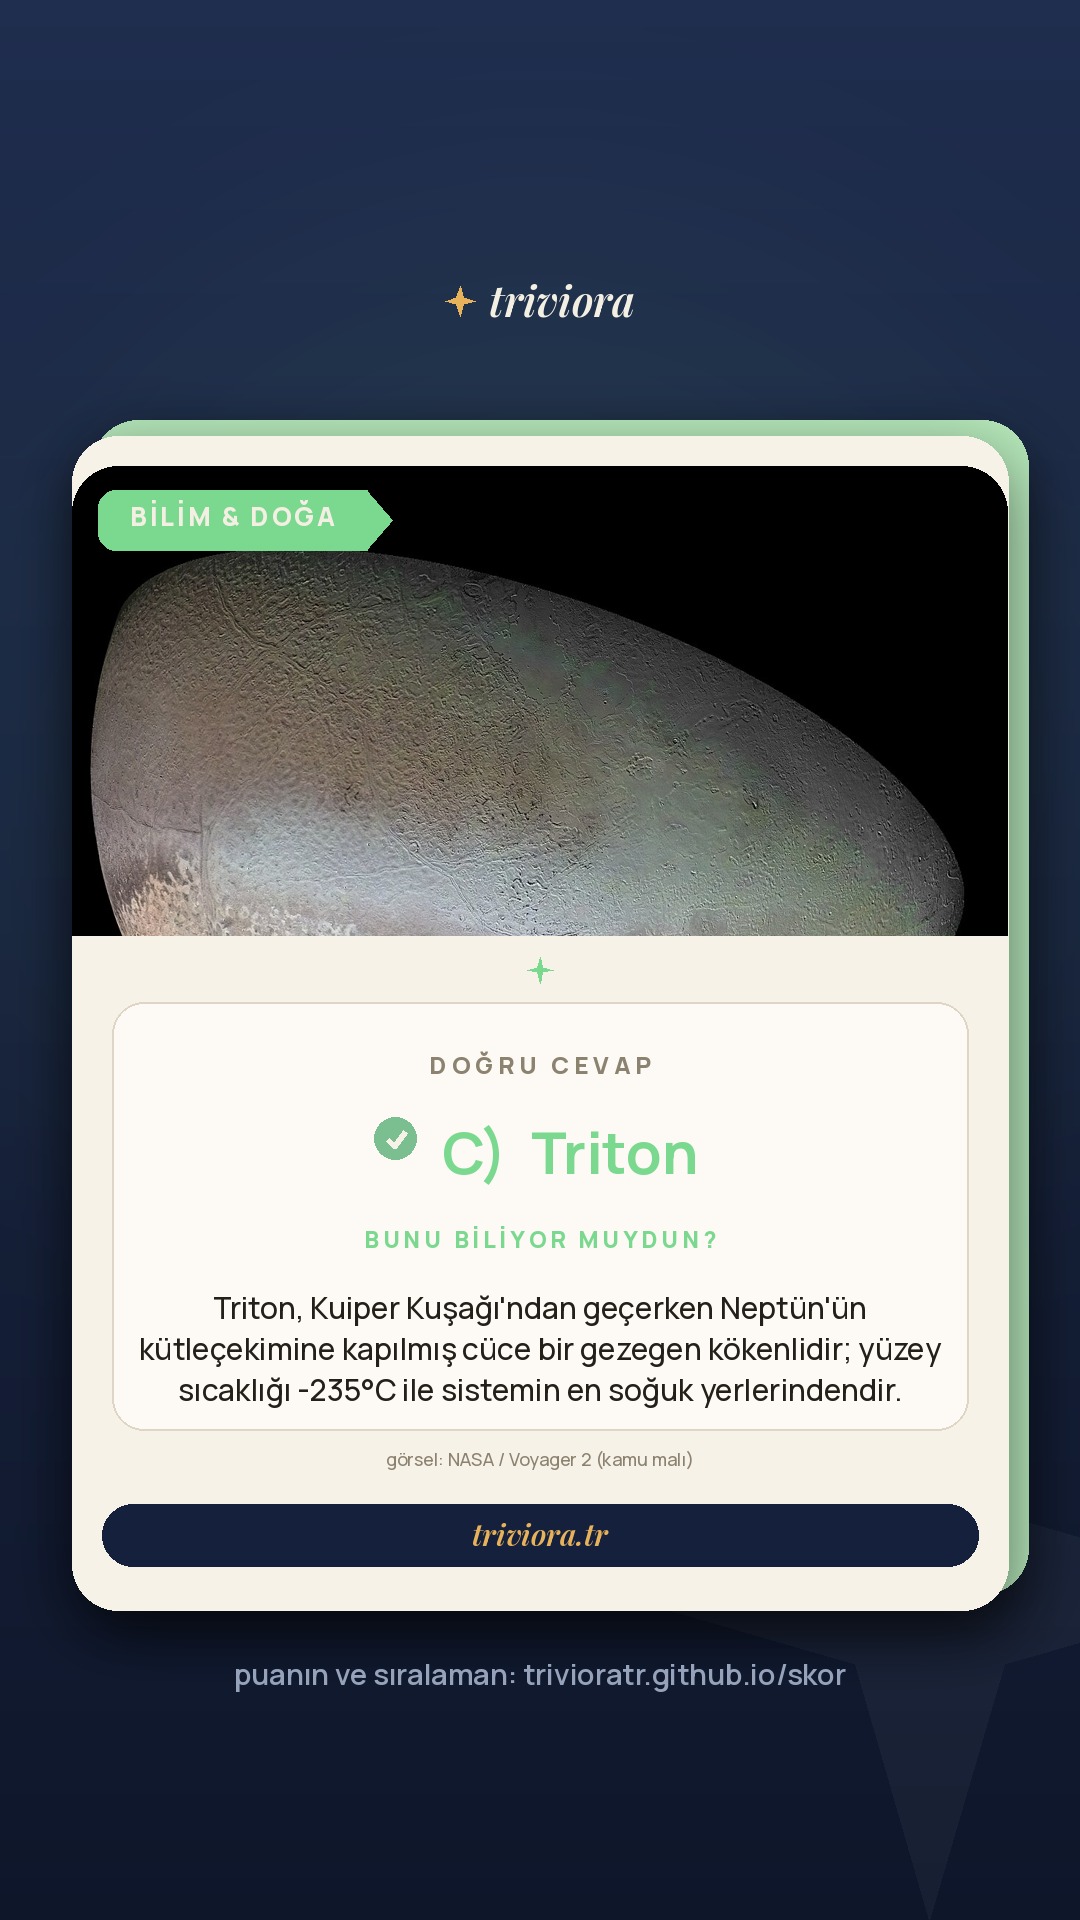 triviora
BİLİM & DOĞA
DOĞRU CEVAP
C) Triton
BUNU BİLİYOR MUYDUN?
Triton, Kuiper Kuşağı'ndan geçerken Neptün'ün
kütleçekimine kapılmış cüce bir gezegen kökenlidir; yüzey
sıcaklığı -235°C ile sistemin en soğuk yerlerindendir.
görsel: NASA / Voyager 2 (kamu malı)
triviora.tr
puanın ve sıralaman: trivioratr.github.io/skor